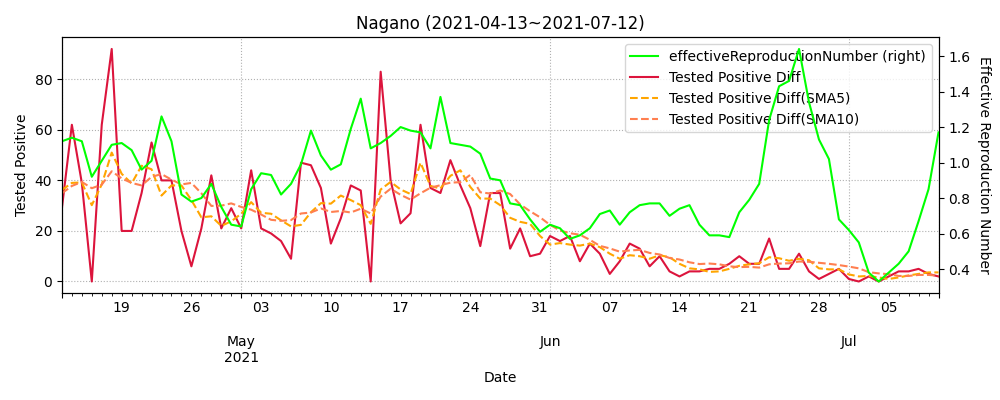 Nagano (2021-04-13~2021-07-12)
effectiveReproductionNumber (right)
Tested Positive Diff
Tested Positive Diff(SMA5)
Tested Positive Diff(SMA10)
Tested Positive
80
60
40
20
0
1.6
1.4
1.2
1.0
0.8
0.6
0.4
Effective Reproduction Number
19 26 03 10 17 24 31 07 14 21 28 05
May Jun Jul
2021
Date